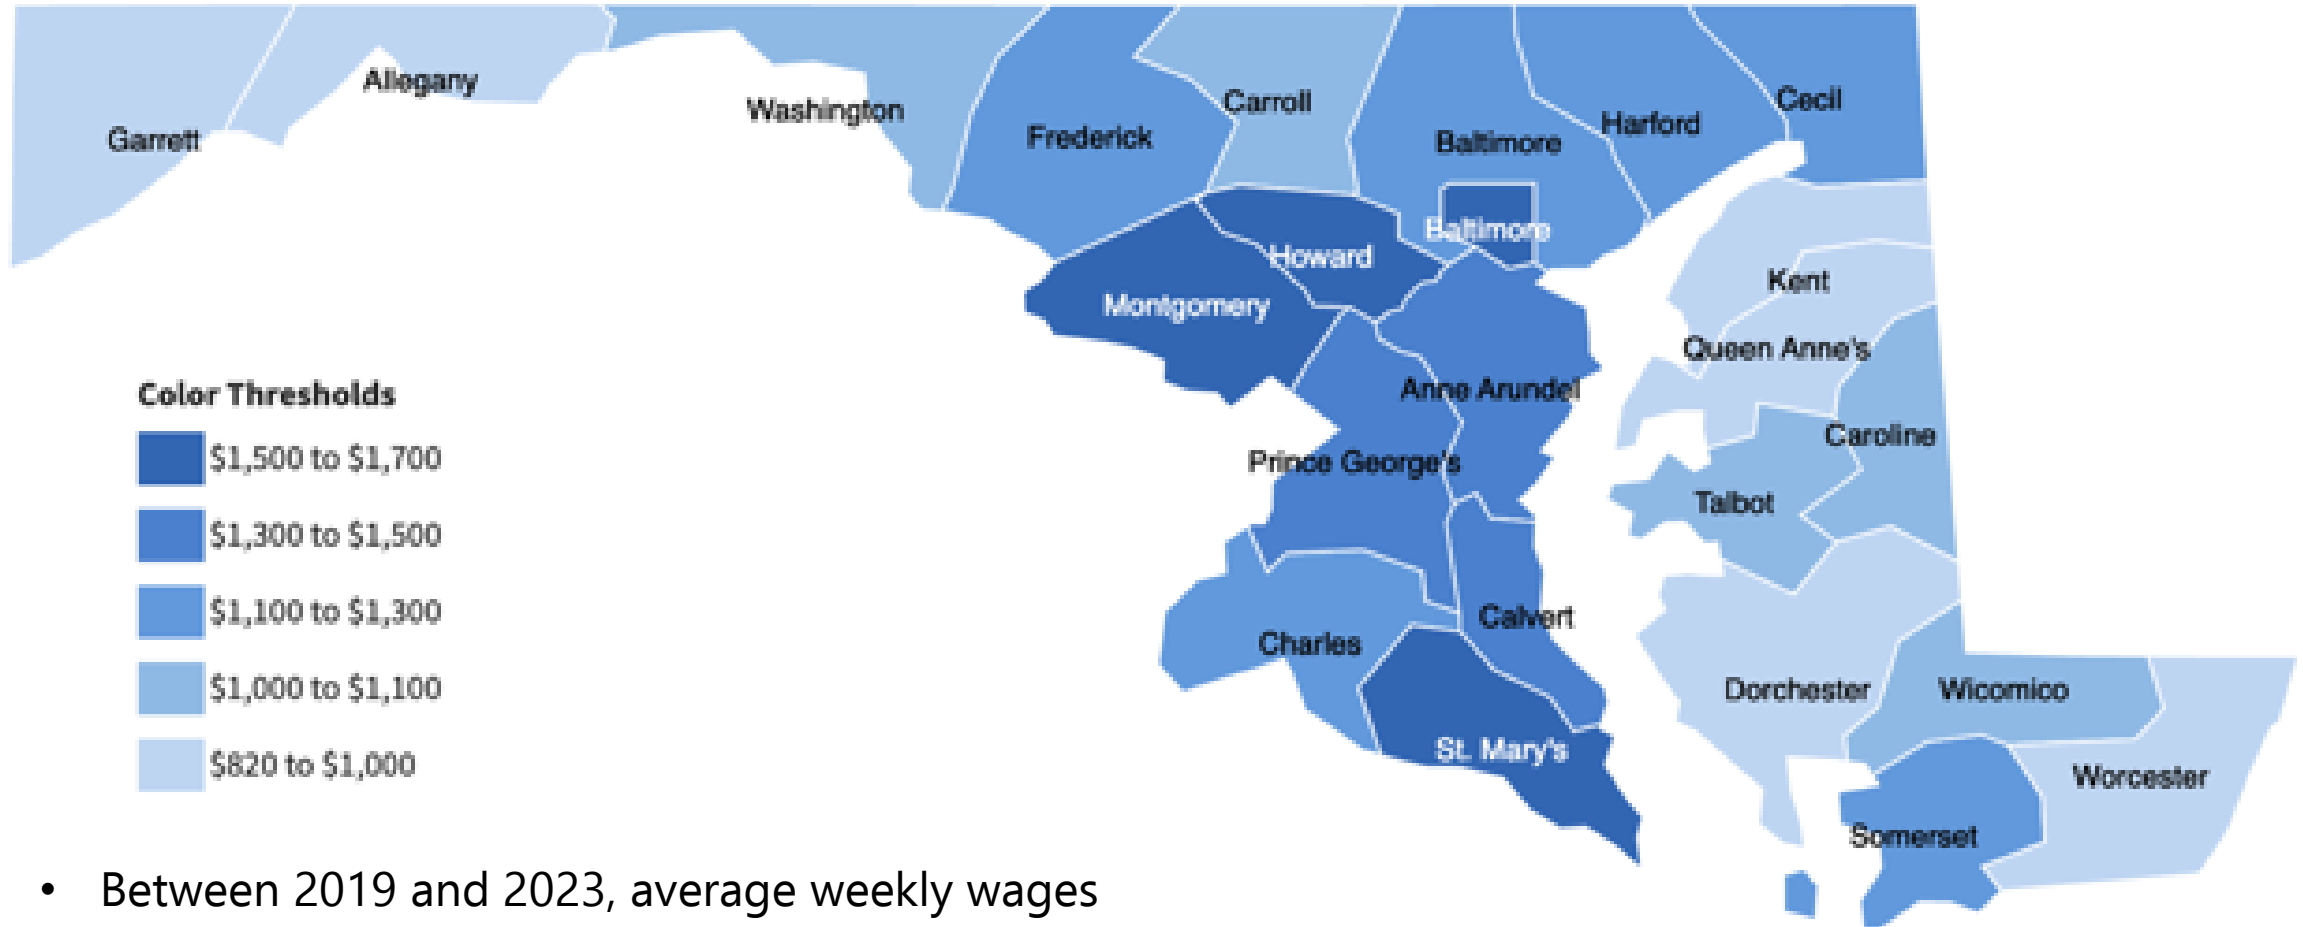 Garrett
Allegany
Washington
Frederick
Carroll
Baltimore
Harford
Cecil
Baltimore
Howard
Montgomery
Kent
Queen Anne's
Anne Arundel
Caroline
Prince George's
Talbot
Calvert
Charles
Dorchester
Wicomico
St. Mary's
Worcester
Somerset
Color Thresholds
$1,500 to $1,700
$1,300 to $1,500
$1,100 to $1,300
$1,000 to $1,100
$820 to $1,000
• Between 2019 and 2023, average weekly wages